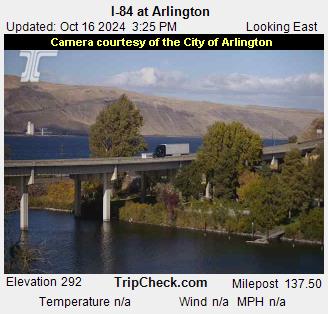 I-84 at Arlington
Updated: Oct 16 2024 3:25 PM Looking East
Camera courtesy of the City of Arlington
Elevation 292 TripCheck.com Milepost 137.50
Temperature n/a Wind n/a MPH n/a